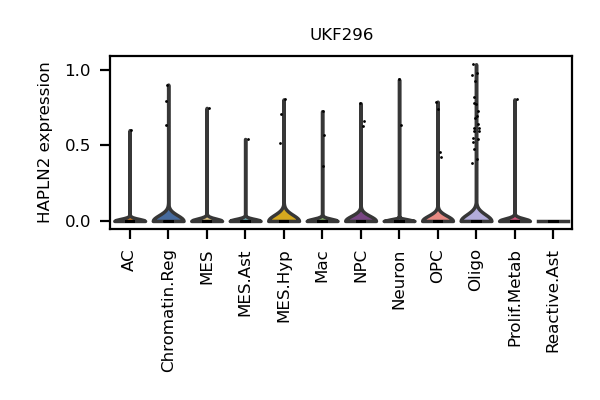 UKF296
HAPLN2 expression
1.0
0.5
0.0
AC
Chromatin.Reg
MES
MES.Ast
MES.Hyp
Mac
NPC
Neuron
OPC
Oligo
Prolif.Metab
Reactive.Ast